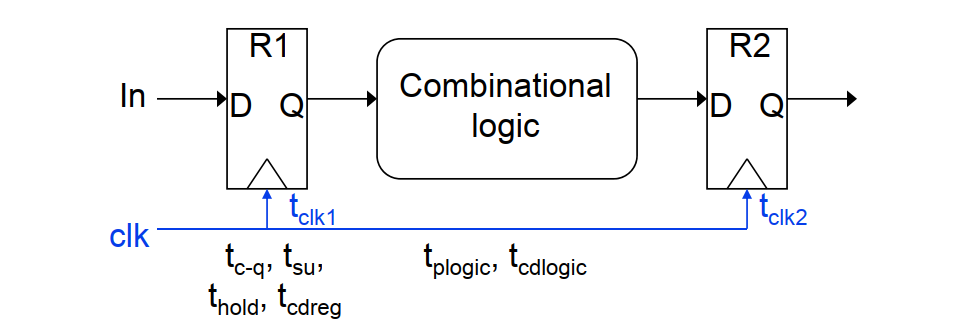 R1
R2
In
D Q
Combinational
logic
D Q
t_clk1
t_clk2
clk
t_c-q, t_su,
t_hold, t_cdreg
t_plogic, t_cdlogic